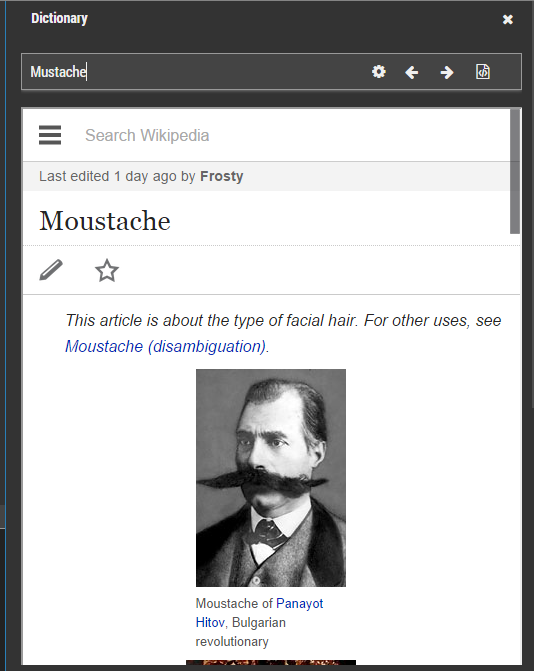 Dictionary
Mustache
Search Wikipedia
Last edited 1 day ago by Frosty
Moustache
This article is about the type of facial hair. For other uses, see
Moustache (disambiguation).
Moustache of Panayot
Hitov, Bulgarian
revolutionary